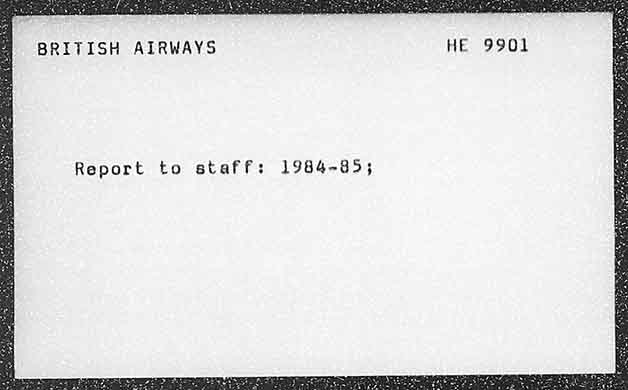 BRITISH AIRWAYS HE 9901
Report to staff: 1984-85;